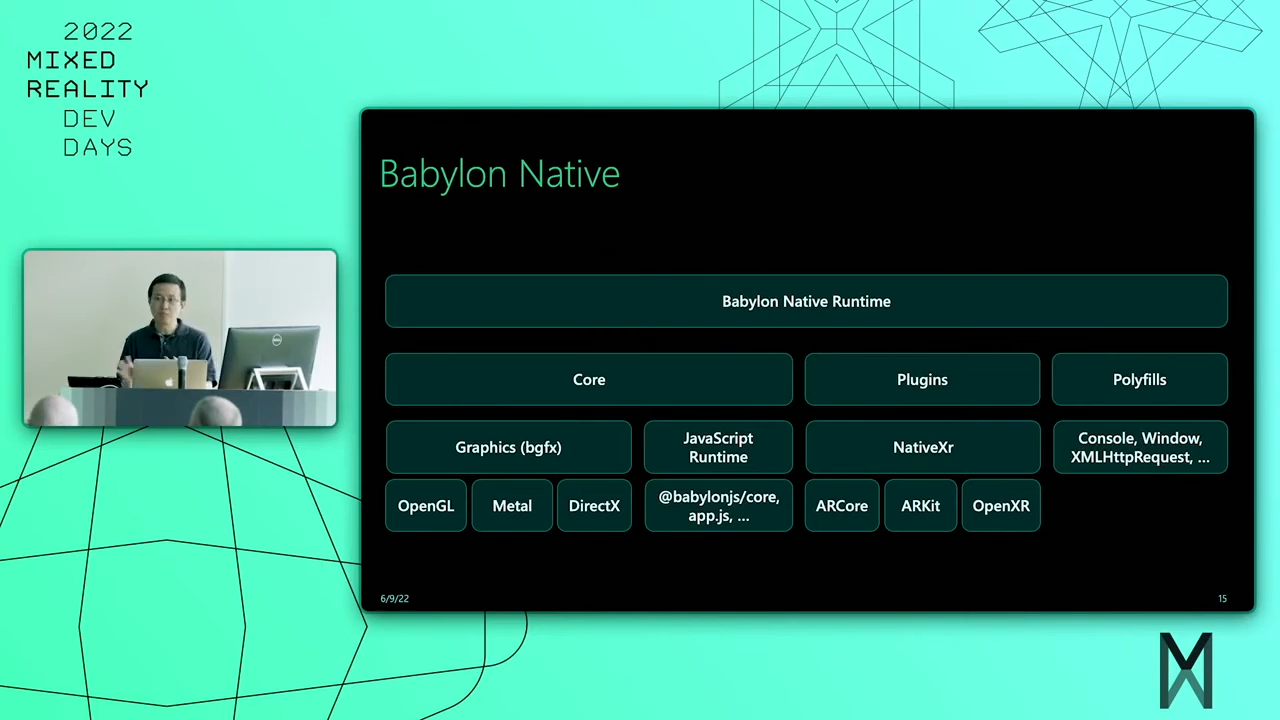 2022
MIXED
REALITY
DEV
DAYS
Babylon Native
Babylon Native Runtime
Core
Plugins
Polyfills
Graphics (bgfx)
JavaScript
Runtime
NativeXr
Console, Window,
XMLHttpRequest, ...
OpenGL
Metal
DirectX
@babylonjs/core,
app.js, ...
ARCore
ARKit
OpenXR
6/9/22
15